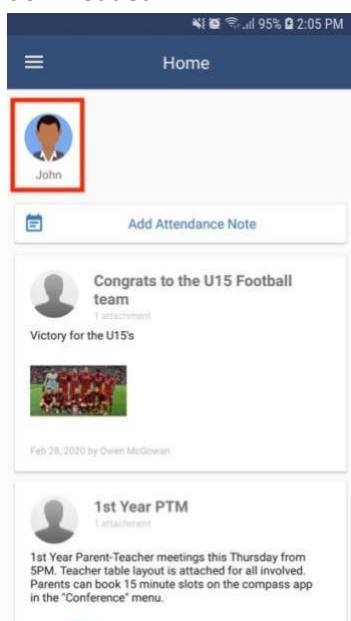 95% 2:05 PM
Home
John
Add Attendance Note
Congrats to the U15 Football
team
1 attachment
Victory for the U15's
Feb 28, 2020 by Owen McGowan
1st Year PTM
1 attachment
1st Year Parent-Teacher meetings this Thursday from
5PM. Teacher table layout is attached for all involved.
Parents can book 15 minute slots on the compass app
in the "Conference" menu.